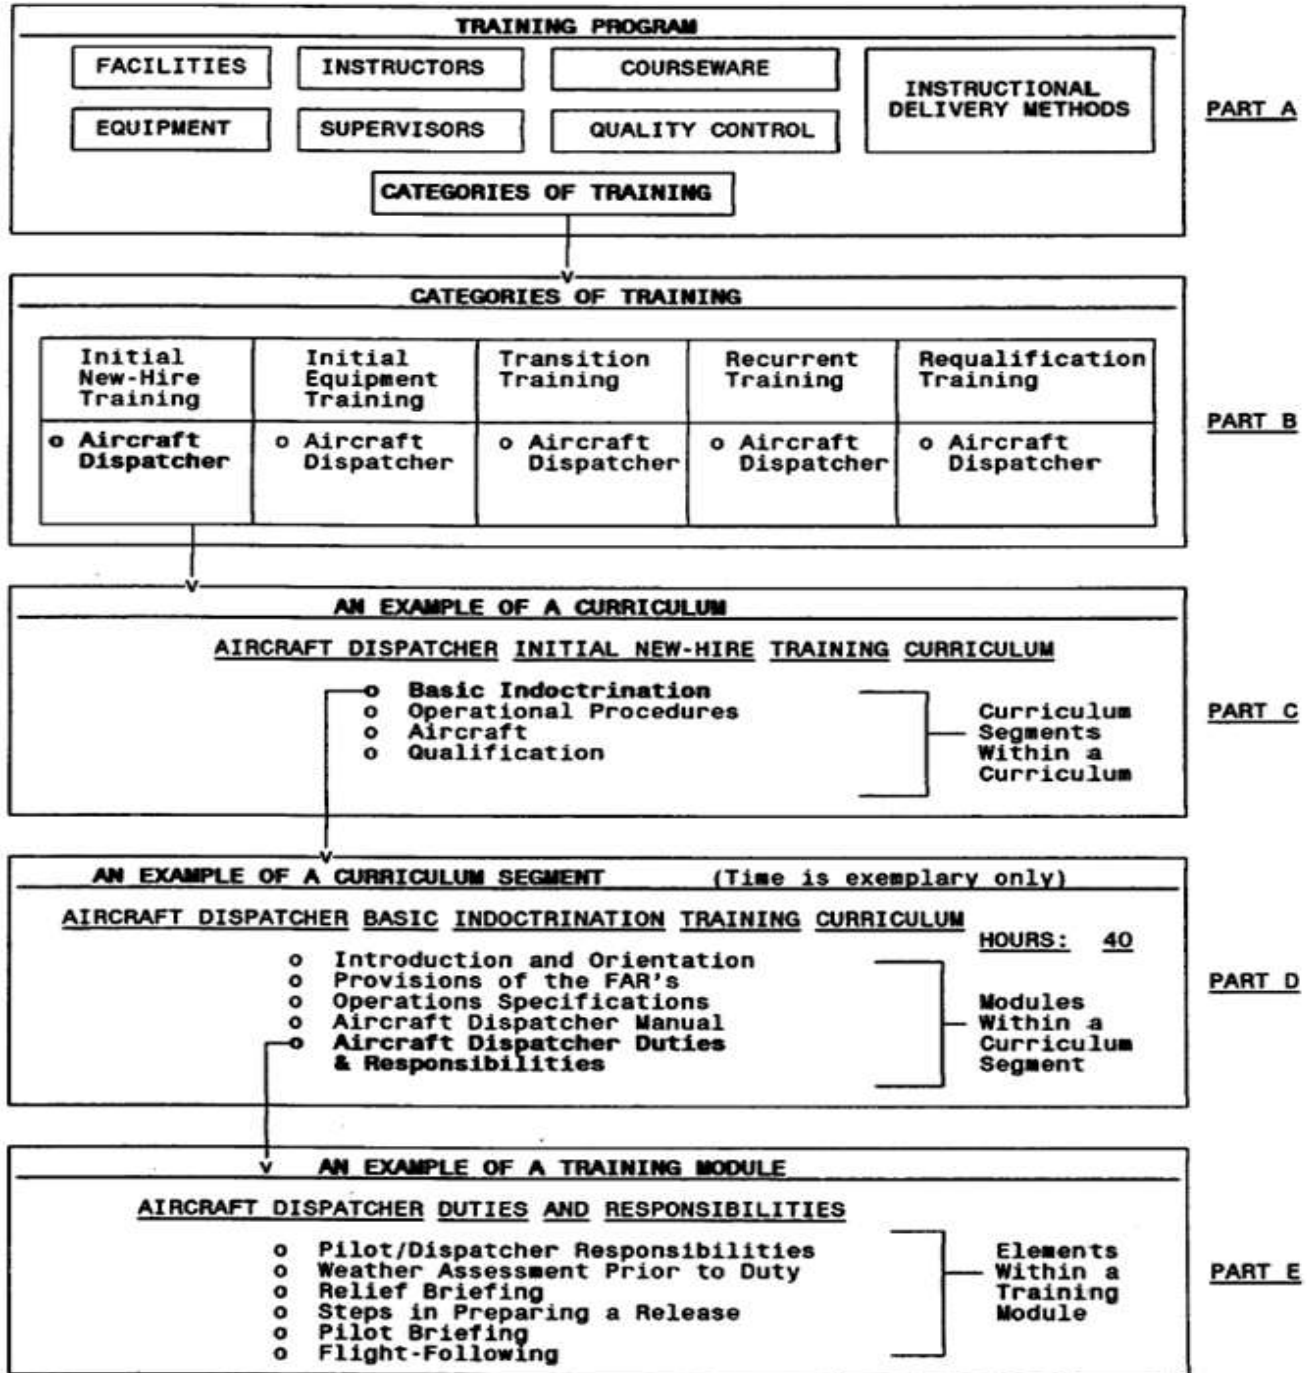 TRAINING PROGRAM
FACILITIES INSTRUCTORS COURSEWARE INSTRUCTIONAL
DELIVERY METHODS
EQUIPMENT SUPERVISORS QUALITY CONTROL
PART A
CATEGORIES OF TRAINING
CATEGORIES OF TRAINING
Initial
New-Hire
Training
Initial
Equipment
Training
Transition
Training
Recurrent
Training
Requalification
Training
PART B
o Aircraft
Dispatcher
o Aircraft
Dispatcher
o Aircraft
Dispatcher
o Aircraft
Dispatcher
o Aircraft
Dispatcher
AN EXAMPLE OF A CURRICULUM
AIRCRAFT DISPATCHER INITIAL NEW-HIRE TRAINING CURRICULUM
o Basic Indoctrination
o Operational Procedures
o Aircraft
o Qualification
Curriculum
Segments
Within a
Curriculum
PART C
AN EXAMPLE OF A CURRICULUM SEGMENT (Time is exemplary only)
AIRCRAFT DISPATCHER BASIC INDOCTRINATION TRAINING CURRICULUM
HOURS: 40
o Introduction and Orientation
o Provisions of the FAR's
o Operations Specifications
o Aircraft Dispatcher Manual
o Aircraft Dispatcher Duties
& Responsibilities
Modules
Within a
Curriculum
Segment
PART D
AN EXAMPLE OF A TRAINING MODULE
AIRCRAFT DISPATCHER DUTIES AND RESPONSIBILITIES
o Pilot/Dispatcher Responsibilities
o Weather Assessment Prior to Duty
o Relief Briefing
o Steps in Preparing a Release
o Pilot Briefing
o Flight-Following
Elements
Within a
Training
Module
PART E